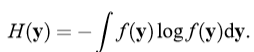 H(𝐲) = − ∫ f(𝐲) log f(𝐲)d𝐲.